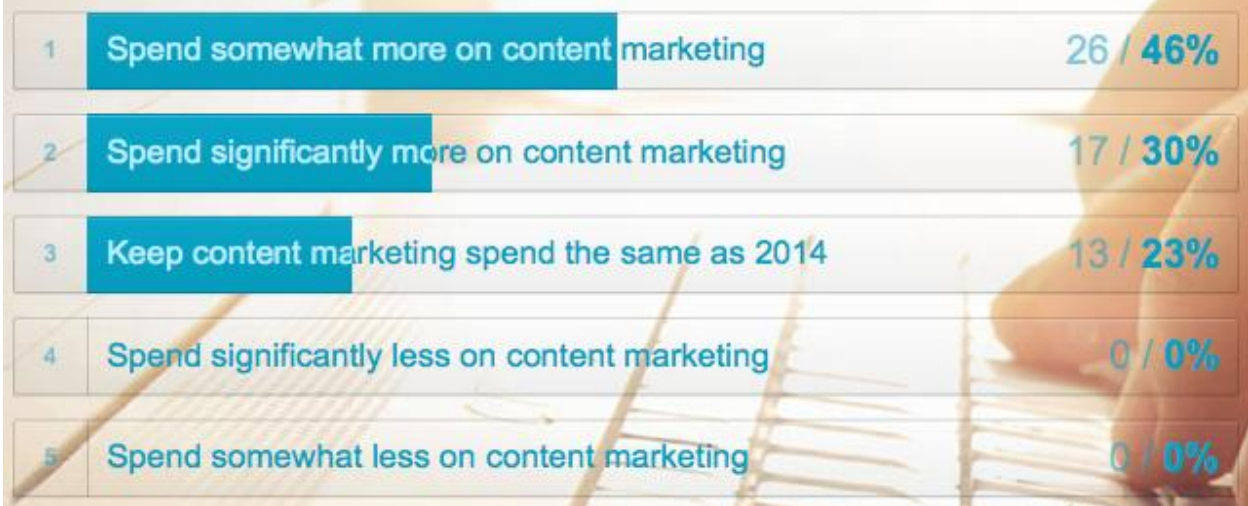 1 Spend somewhat more on content marketing 26 / 46%
2 Spend significantly more on content marketing 17 / 30%
3 Keep content marketing spend the same as 2014 13 / 23%
4 Spend significantly less on content marketing 0 / 0%
5 Spend somewhat less on content marketing 0 / 0%